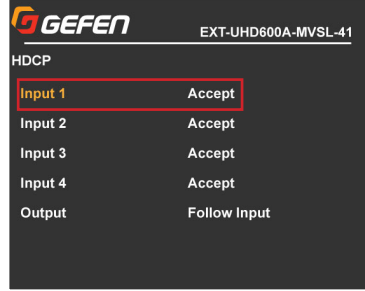 GEFEN
EXT-UHD600A-MVSL-41
HDCP
Input 1 Accept
Input 2 Accept
Input 3 Accept
Input 4 Accept
Output Follow Input